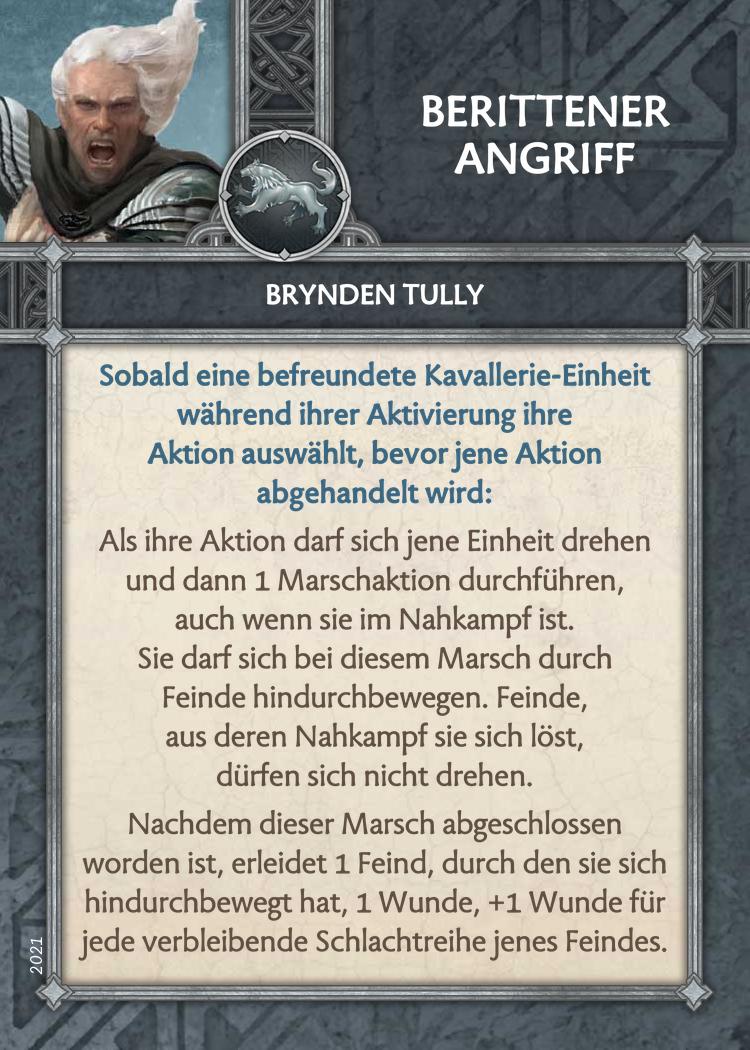 BERITTENER
ANGRIFF
BRYNDEN TULLY
Sobald eine befreundete Kavallerie-Einheit
während ihrer Aktivierung ihre
Aktion auswählt, bevor jene Aktion
abgehandelt wird:
Als ihre Aktion darf sich jene Einheit drehen
und dann 1 Marschaktion durchführen,
auch wenn sie im Nahkampf ist.
Sie darf sich bei diesem Marsch durch
Feinde hindurchbewegen. Feinde,
aus deren Nahkampf sie sich löst,
dürfen sich nicht drehen.
Nachdem dieser Marsch abgeschlossen
worden ist, erleidet 1 Feind, durch den sie sich
hindurchbewegt hat, 1 Wunde, +1 Wunde für
jede verbleibende Schlachtreihe jenes Feindes.
2021